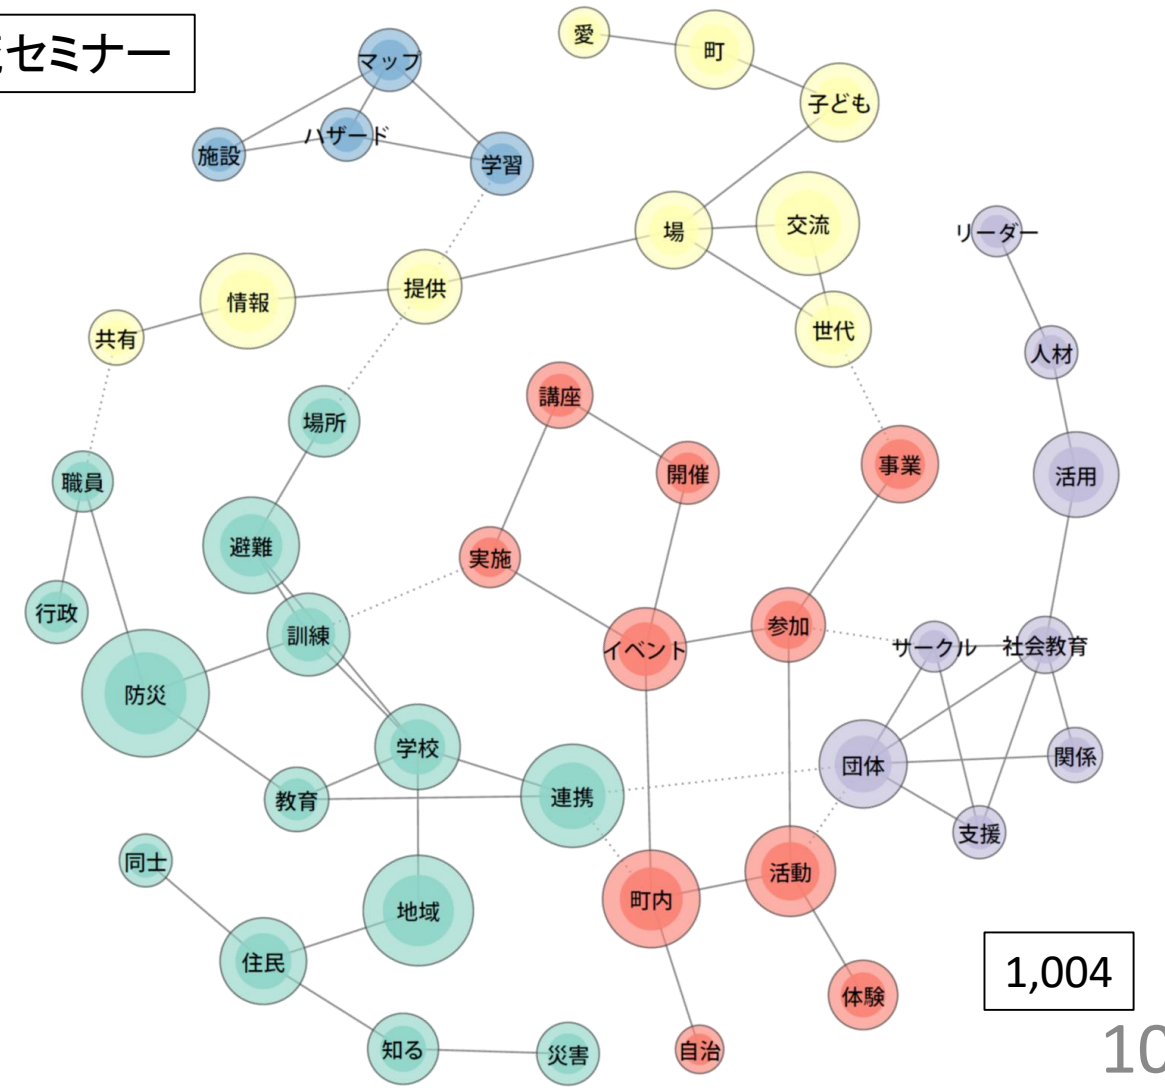 セミナー
愛
町
マップ
子ども
ハザード
施設
学習
交流
場
リーダー
提供
情報
世代
共有
人材
講座
場所
事業
開催
活用
職員
避難
実施
行政
参加
訓練
サークル
社会教育
イベント
防災
学校
関係
団体
連携
教育
支援
同士
活動
町内
地域
住民
1,004
体験
知る
自治
災害
10